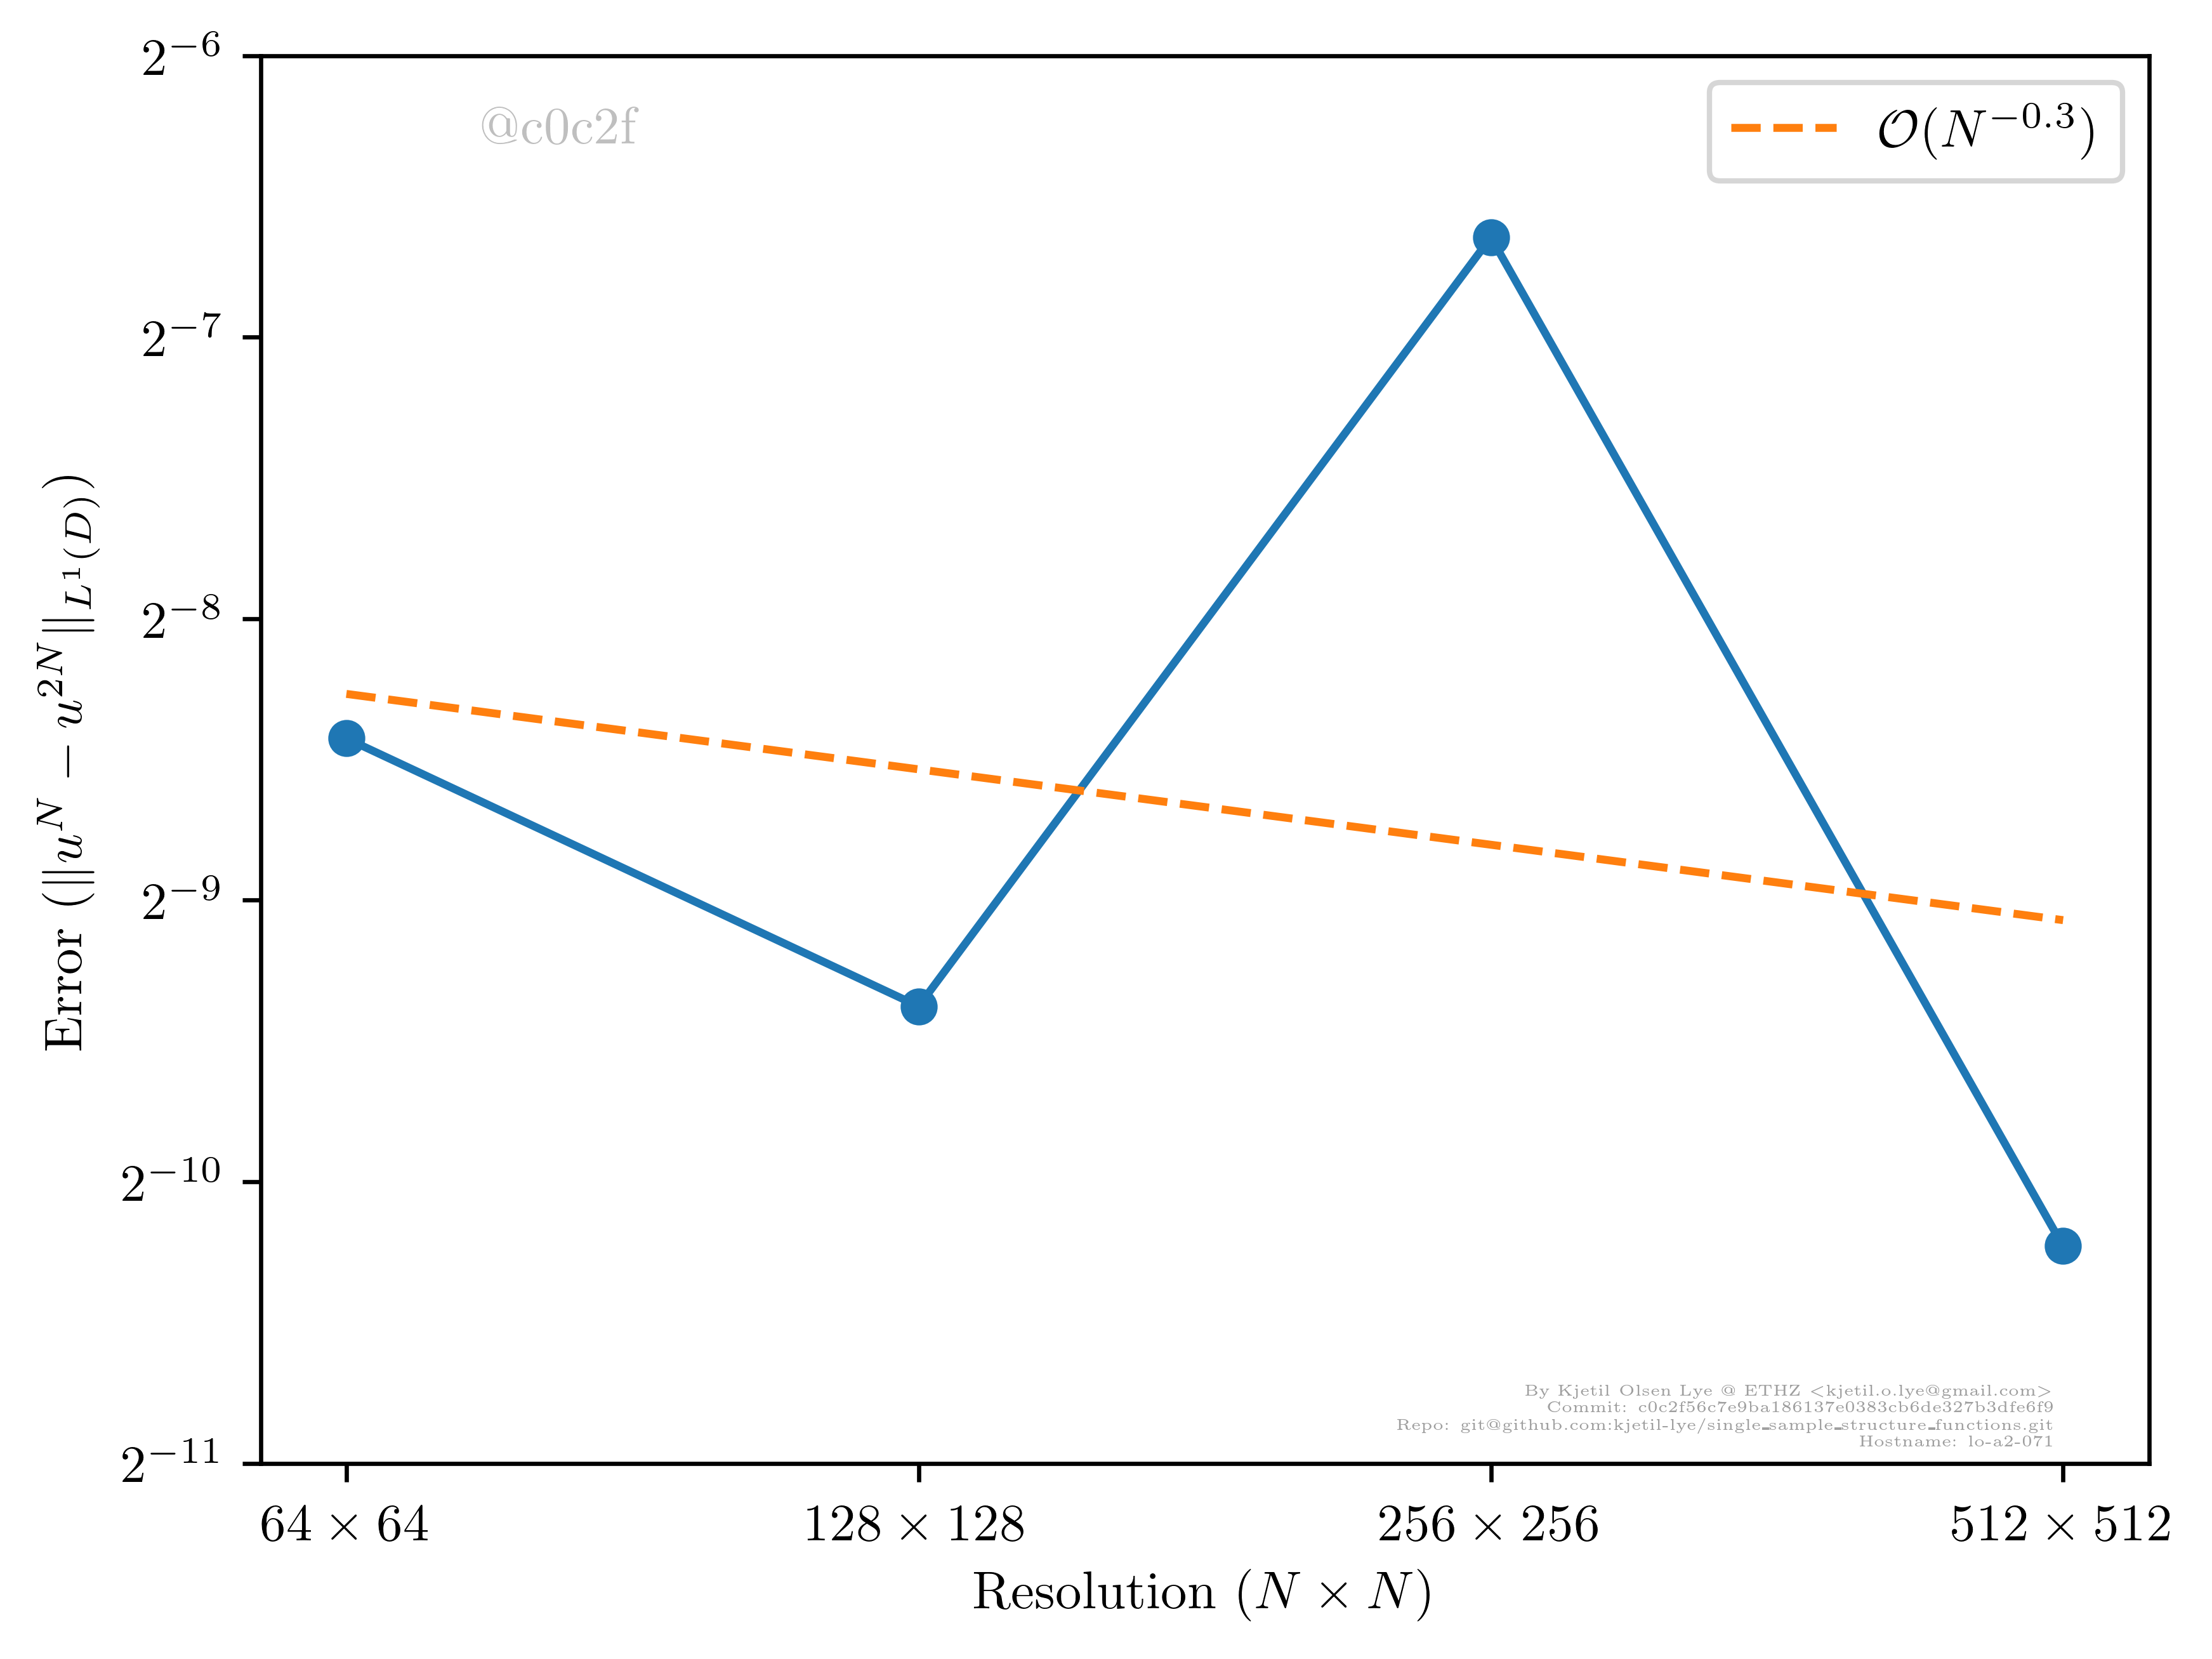 2^{-6}
@c0c2f
\mathcal{O}(N^{-0.3})
2^{-7}
2^{-8}
2^{-9}
2^{-10}
2^{-11}
Error (||u^N − u^{2N}||_{L^1(D)})
By Kjetil Olsen Lye @ ETHZ <kjetil.o.lye@gmail.com>
Commit: c0c2f56c7e9ba186137e0383cb6de327b3dfe6f9
Repo: git@github.com:kjetil-lye/single_sample_structure_functions.git
Hostname: lo-a2-071
64 × 64 128 × 128 256 × 256 512 × 512
Resolution (N × N)